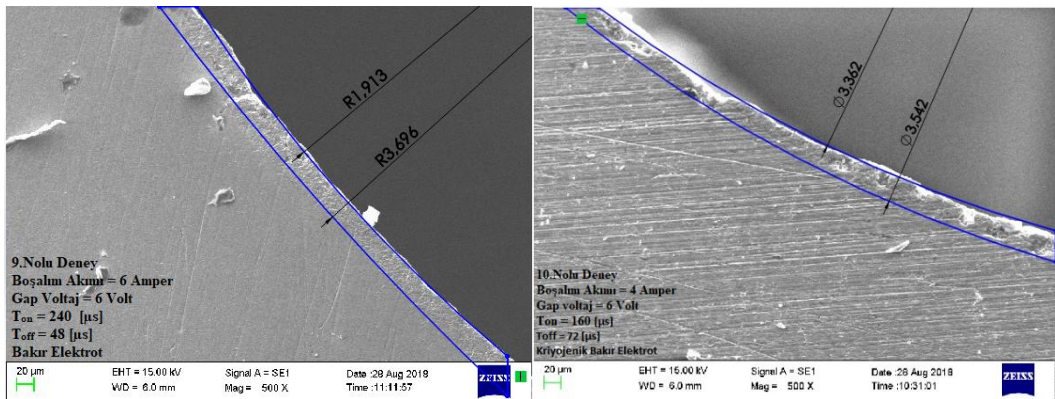 R1,913
R3,696
9.Nolu Deney
Boşalım Akımı = 6 Amper
Gap Voltaj = 6 Volt
Ton = 240 [µs]
Toff = 48 [µs]
Bakır Elektrot
20 µm
EHT = 15.00 kV
WD = 6.0 mm
Signal A = SE1
Mag = 500 X
Date :28 Aug 2018
Time :11:11:57
ZEISS
Ø3,362
Ø3,542
10.Nolu Deney
Boşalım Akımı = 4 Amper
Gap voltaj = 6 Volt
Ton = 160 [µs]
Toff = 72 [µs]
Kriyojenik Bakır Elektrot
20 µm
EHT = 15.00 kV
WD = 6.0 mm
Signal A = SE1
Mag = 500 X
Date :28 Aug 2018
Time :10:31:01
ZEISS